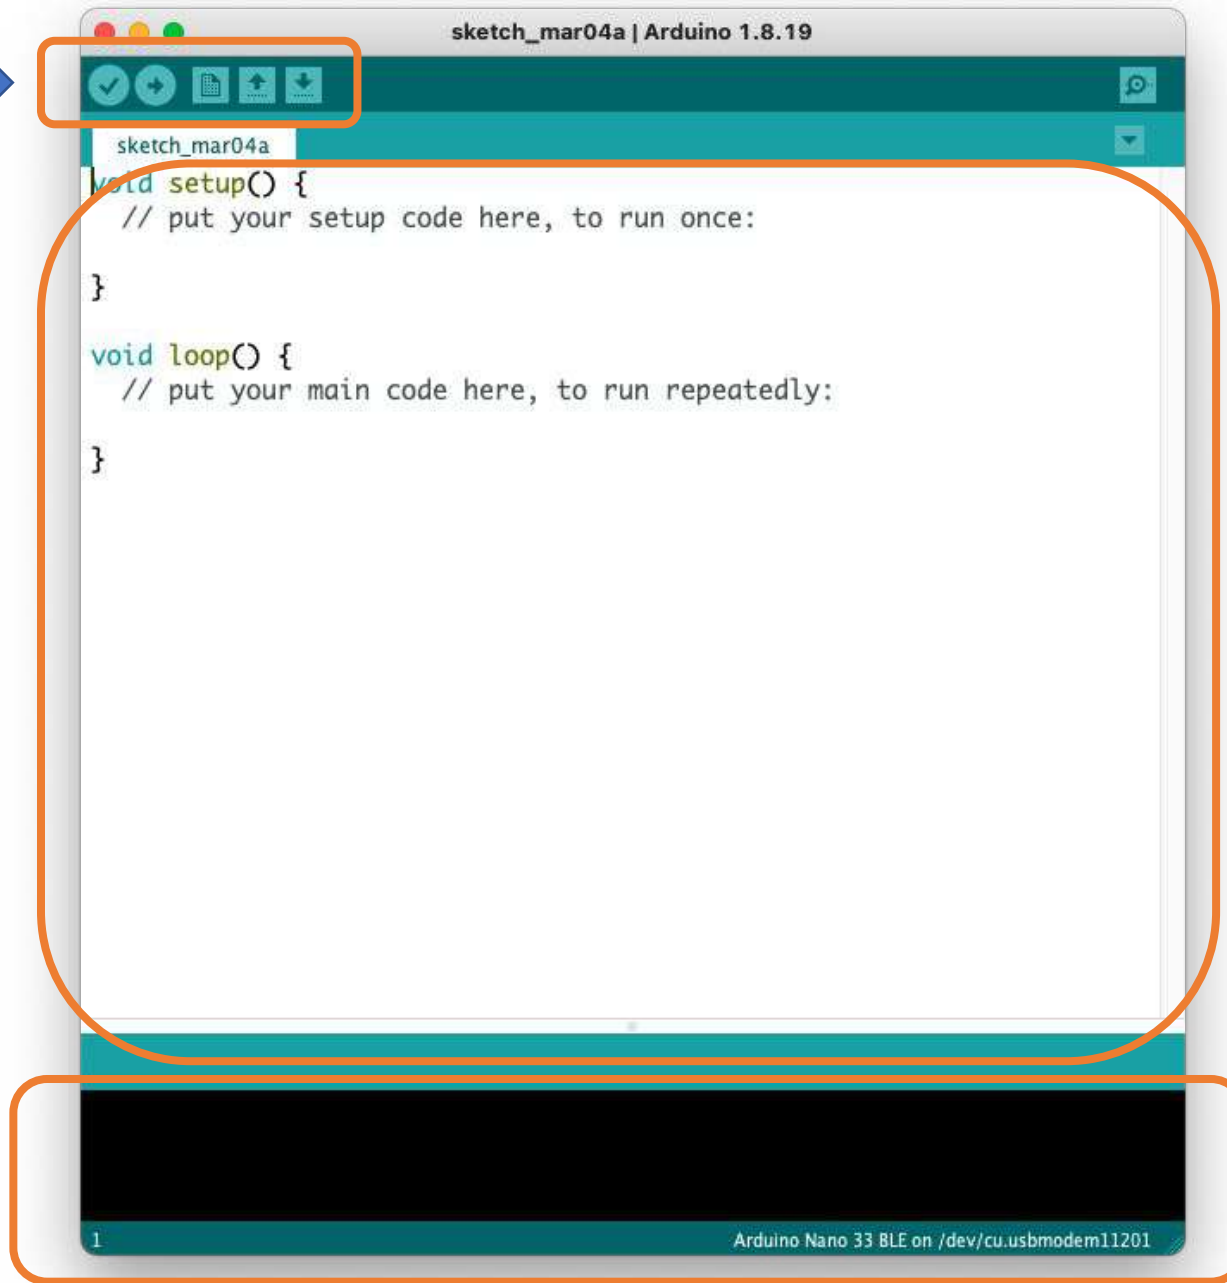 sketch_mar04a | Arduino 1.8.19
sketch_mar04a
void setup() {
// put your setup code here, to run once:
}
void loop() {
// put your main code here, to run repeatedly:
}
1
Arduino Nano 33 BLE on /dev/cu.usbmodem11201